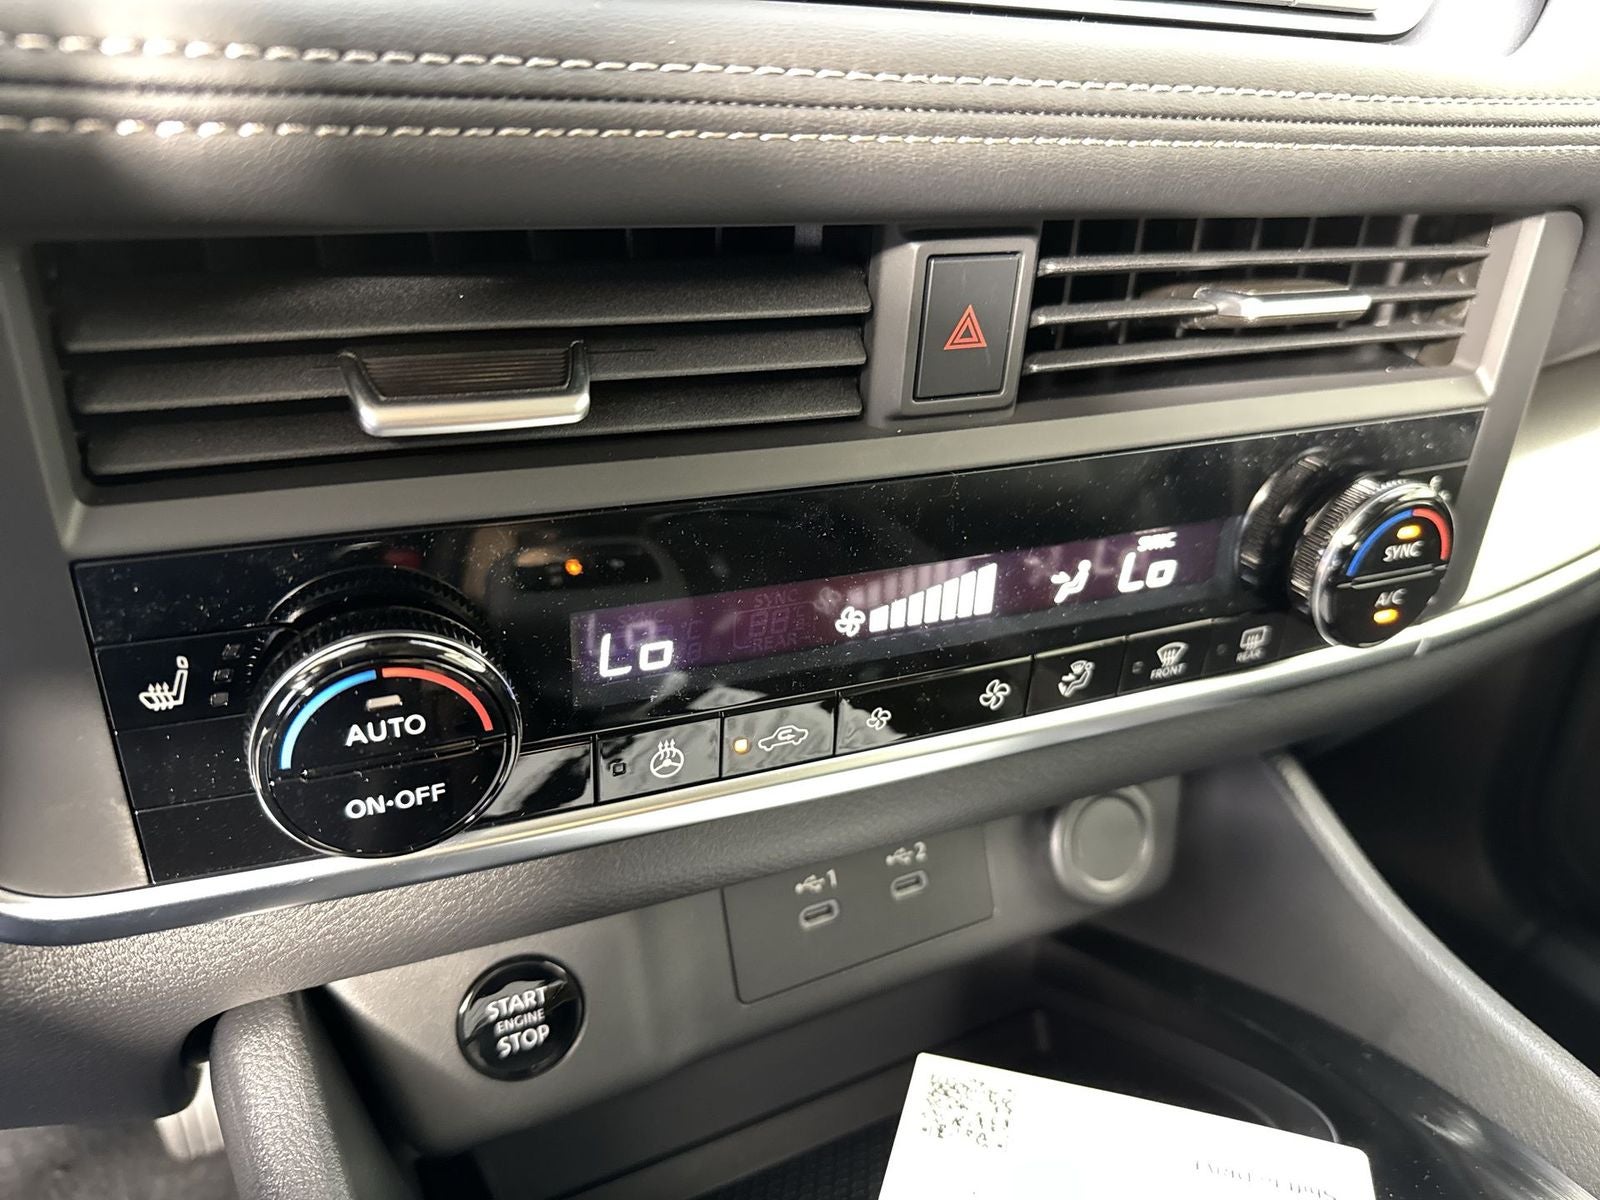 SYNC
Lo
Lo
SYNC
A/C
AUTO
ON•OFF
FRONT
REAR
1
2
START
ENGINE
STOP